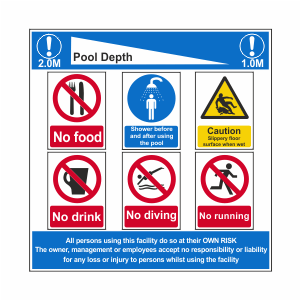 Pool Depth
2.0M
1.0M
No food
Shower before
and after using
the pool
Caution
Slippery floor
surface when wet
No drink
No diving
No running
All persons using this facility do so at their OWN RISK
The owner, management or employees accept no responsibility or liability
for any loss or injury to persons whilst using the facility